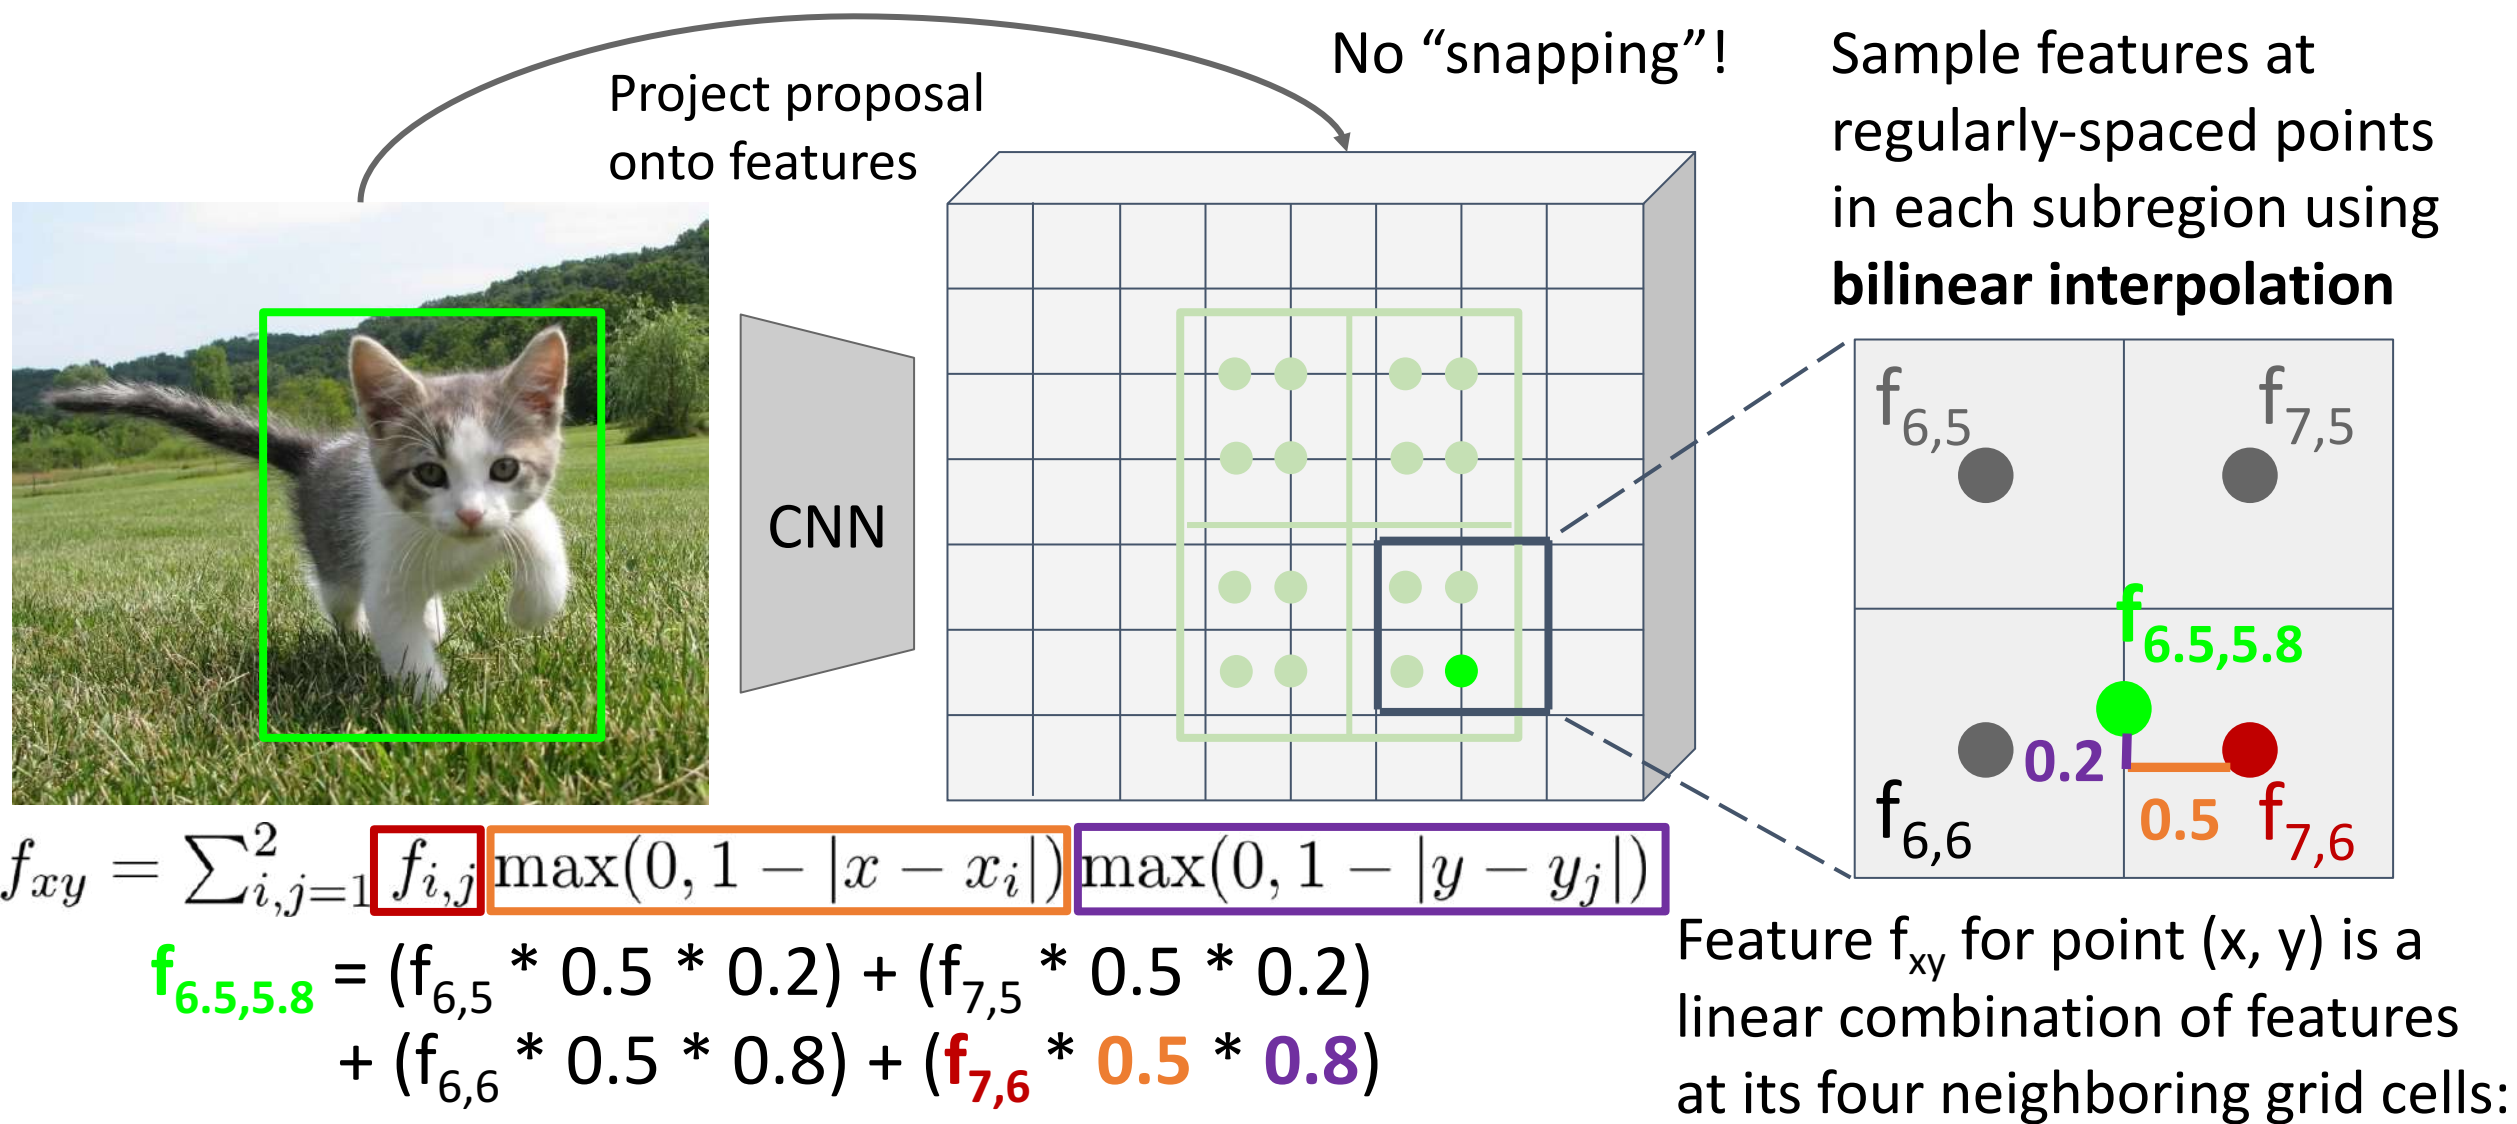 No “snapping”!
Project proposal
onto features
Sample features at
regularly-spaced points
in each subregion using
bilinear interpolation
CNN
f6,5
f7,5
f6.5,5.8
0.2
0.5
f6,6
f7,6
f_{xy} = \sum_{i,j=1}^{2} f_{i,j} max(0, 1 − |x − x_i|) max(0, 1 − |y − y_j|)
f6.5,5.8 = (f6,5 * 0.5 * 0.2) + (f7,5 * 0.5 * 0.2)
+ (f6,6 * 0.5 * 0.8) + (f7,6 * 0.5 * 0.8)
Feature fxy for point (x, y) is a
linear combination of features
at its four neighboring grid cells: